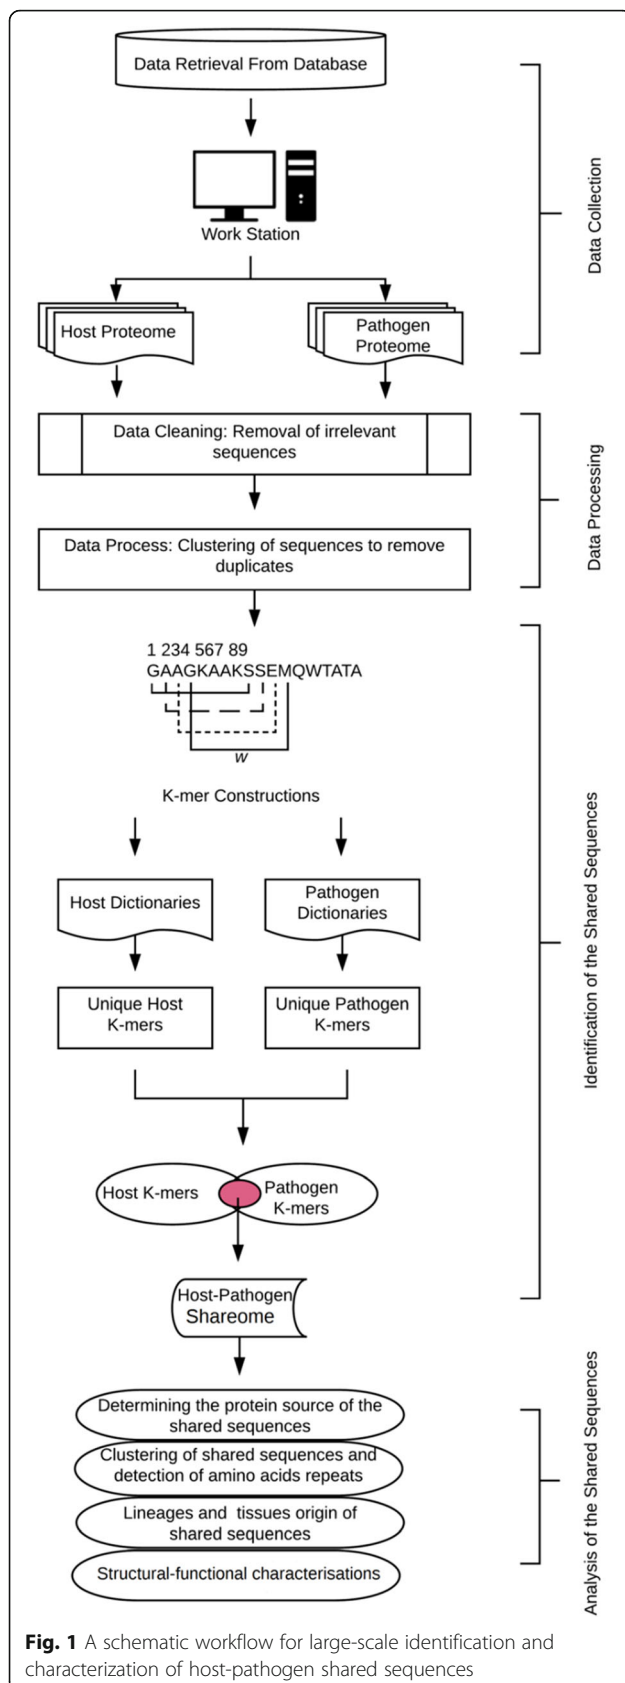 Data Retrieval From Database
Work Station
Host Proteome
Pathogen
Proteome
Data Collection
Data Cleaning: Removal of irrelevant
sequences
Data Process: Clustering of sequences to remove
duplicates
Data Processing
1 234 567 89
GAAGKAAKSSEMQWTATA
w
K-mer Constructions
Host Dictionaries
Pathogen
Dictionaries
Unique Host
K-mers
Unique Pathogen
K-mers
Host K-mers
Pathogen
K-mers
Host-Pathogen
Shareome
Identification of the Shared Sequences
Determining the protein source of the
shared sequences
Clustering of shared sequences and
detection of amino acids repeats
Lineages and tissues origin of
shared sequences
Structural-functional characterisations
Analysis of the Shared Sequences
Fig. 1 A schematic workflow for large-scale identification and
characterization of host-pathogen shared sequences